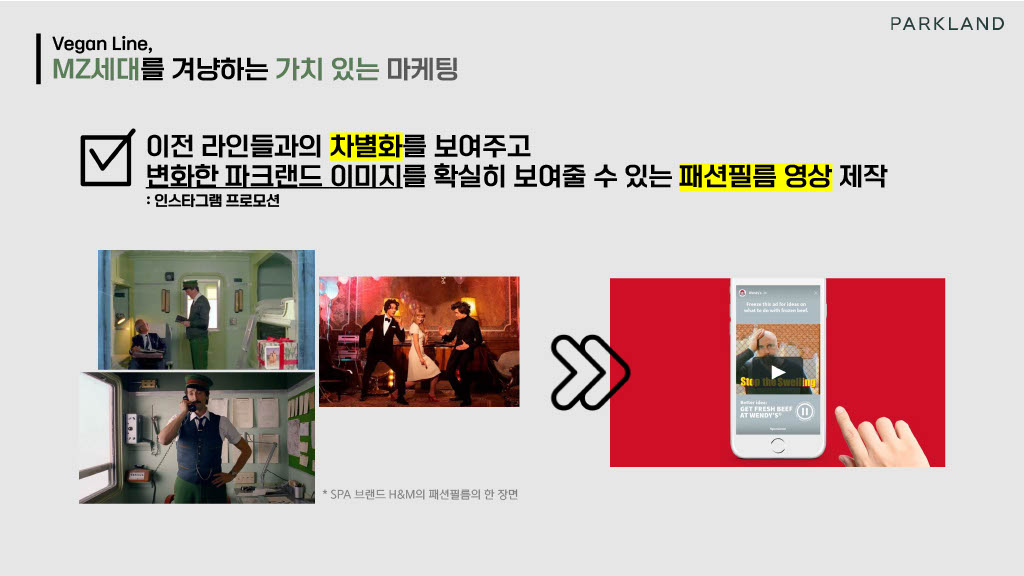 PARKLAND
Vegan Line,
MZ세대를 겨냥하는 가치 있는 마케팅
이전 라인들과의 차별화를 보여주고
변화한 파크랜드 이미지를 확실히 보여줄 수 있는 패션필름 영상 제작
: 인스타그램 프로모션
Freeze this ad for ideas on
what to do with frozen beef.
Stop the Swelling
Better idea:
GET FRESH BEEF
AT WENDY'S*
* SPA 브랜드 H&M의 패션필름의 한 장면